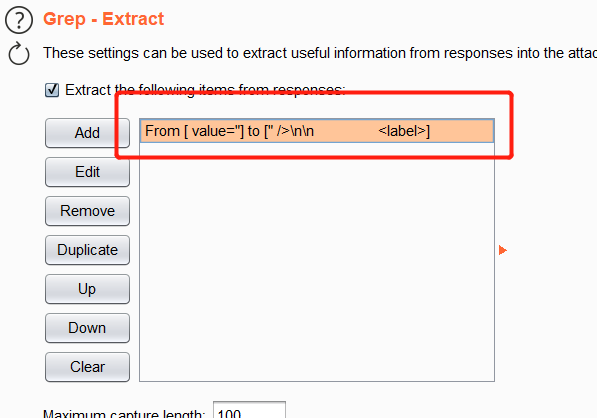 Grep - Extract
These settings can be used to extract useful information from responses into the attac
Extract the following items from responses:
Add
From [ value="] to [" />\n\n                <label>]
Edit
Remove
Duplicate
Up
Down
Clear
Maximum capture length: 100